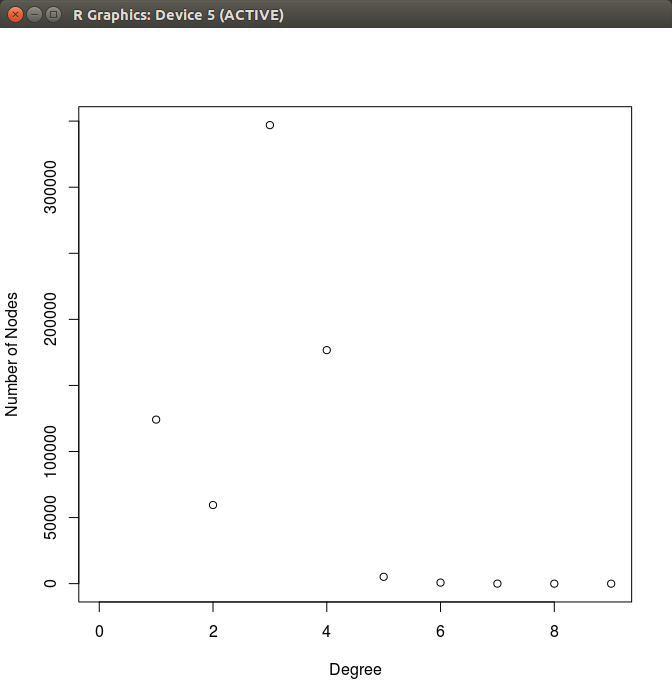 R Graphics: Device 5 (ACTIVE)
Number of Nodes
300000
200000
100000
50000
0
0 2 4 6 8
Degree